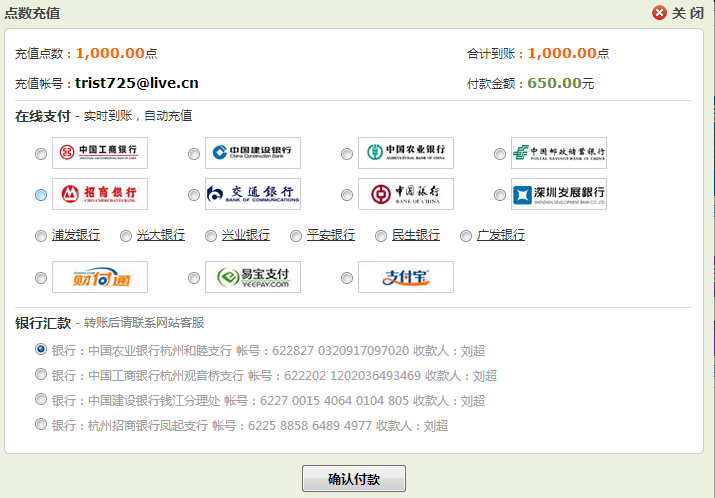 点数充值 关 闭
充值点数：1,000.00点 合计到账：1,000.00点
充值帐号：trist725@live.cn 付款金额：650.00元
在线支付 - 实时到账，自动充值
中国工商银行 中国建设银行 中国农业银行 中国邮政储蓄银行
INDUSTRIAL AND COMMERCIAL BANK OF CHINA China Construction Bank AGRICULTURAL BANK OF CHINA POSTAL SAVINGS BANK OF CHINA
招商银行 交通银行 中国银行 深圳发展銀行
CHINA MERCHANTS BANK BANK OF COMMUNICATIONS BANK OF CHINA SHENZHEN DEVELOPMENT BANK CO.,LTD
浦发银行 光大银行 兴业银行 平安银行 民生银行 广发银行
财付通 易宝支付 支付宝
YEEPAY.COM
银行汇款 - 转账后请联系网站客服
银行：中国农业银行杭州和睦支行 帐号：622827 0320917097020 收款人：刘超
银行：中国工商银行杭州观音桥支行 帐号：622202 1202036493469 收款人：刘超
银行：中国建设银行钱江分理处 帐号：6227 0015 4064 0104 805 收款人：刘超
银行：杭州招商银行凤起支行 帐号：6225 8858 6489 4977 收款人：刘超
确认付款